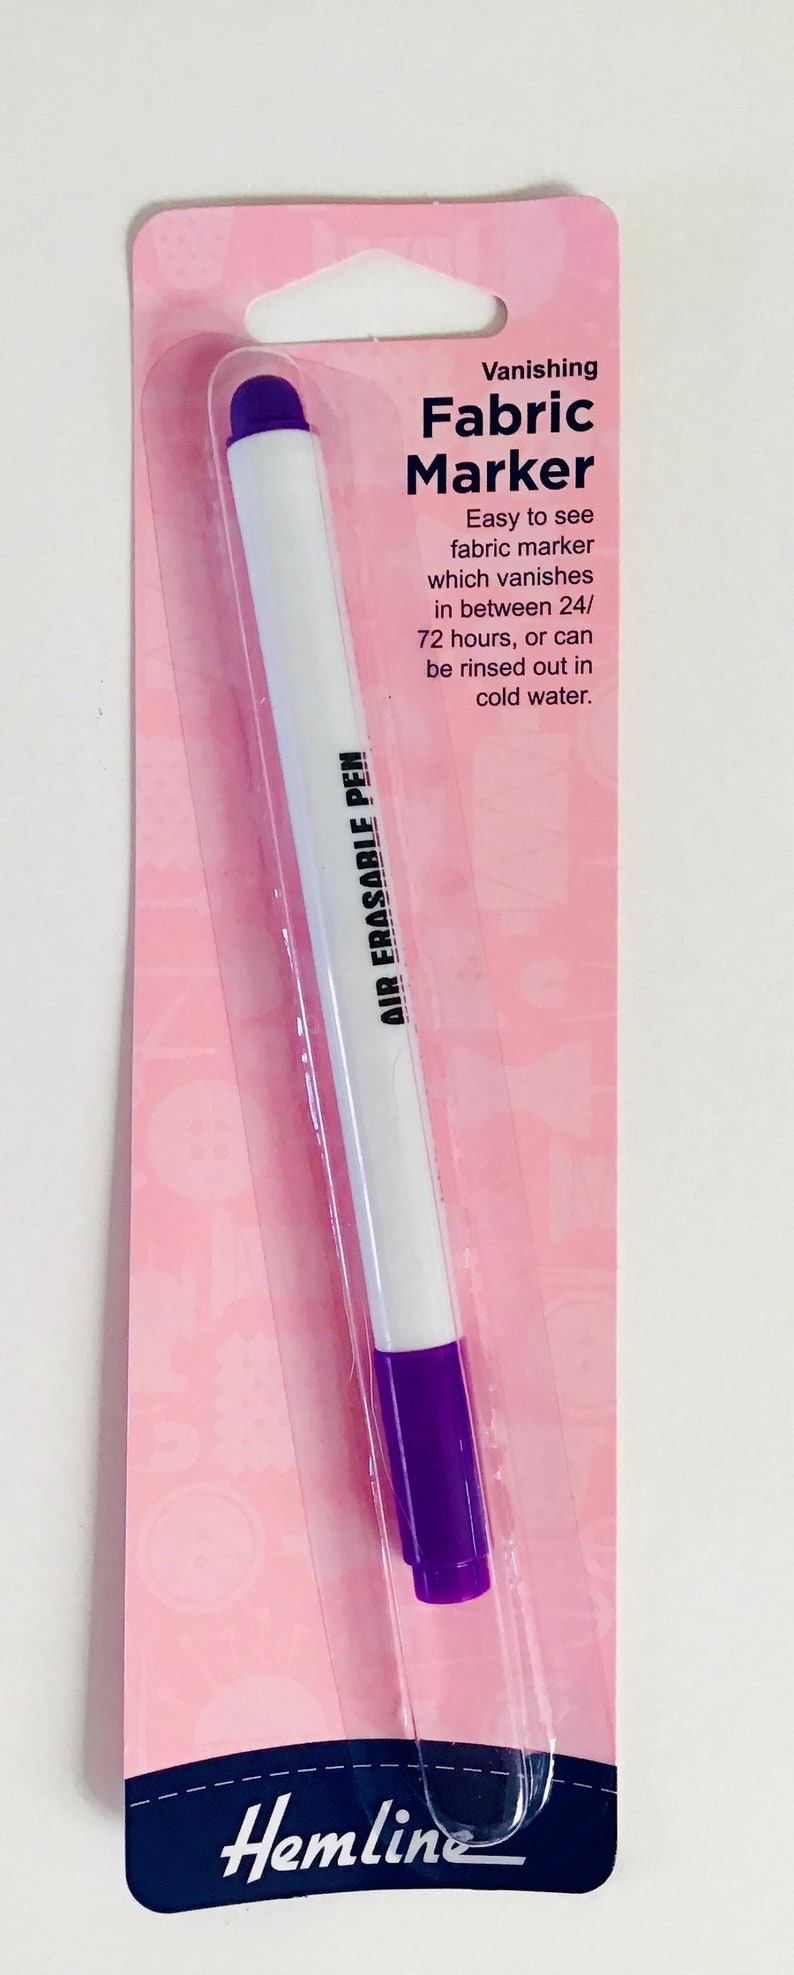 Vanishing
Fabric
Marker
Easy to see
fabric marker
which vanishes
in between 24/
72 hours, or can
be rinsed out in
cold water.
AIR ERASABLE PEN
Hemline